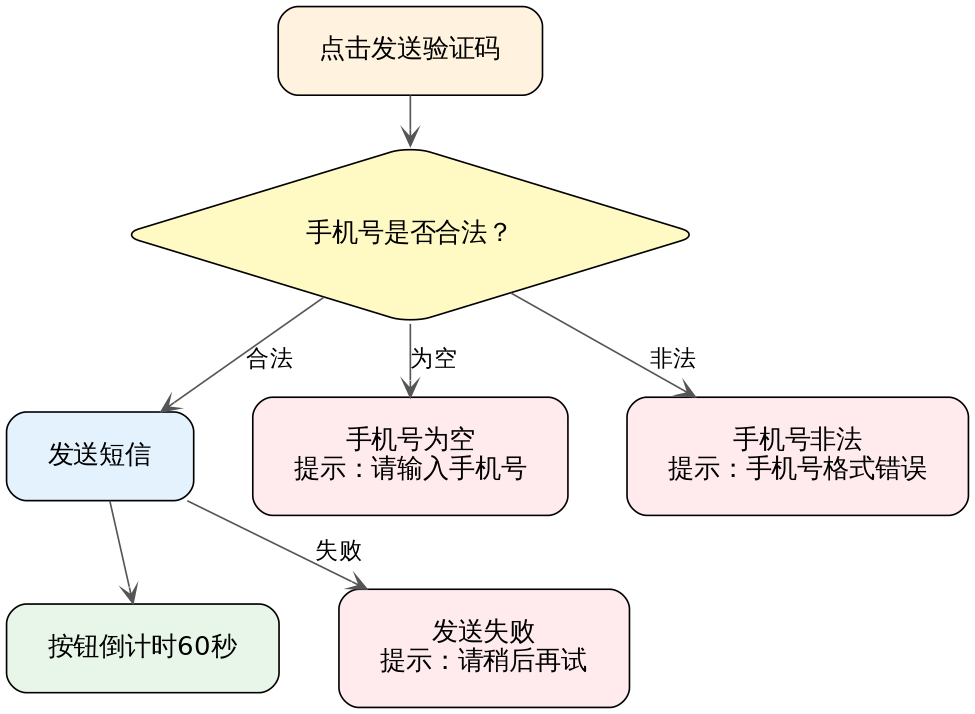 点击发送验证码
手机号是否合法？
合法
为空
非法
发送短信
手机号为空
提示：请输入手机号
手机号非法
提示：手机号格式错误
失败
按钮倒计时60秒
发送失败
提示：请稍后再试